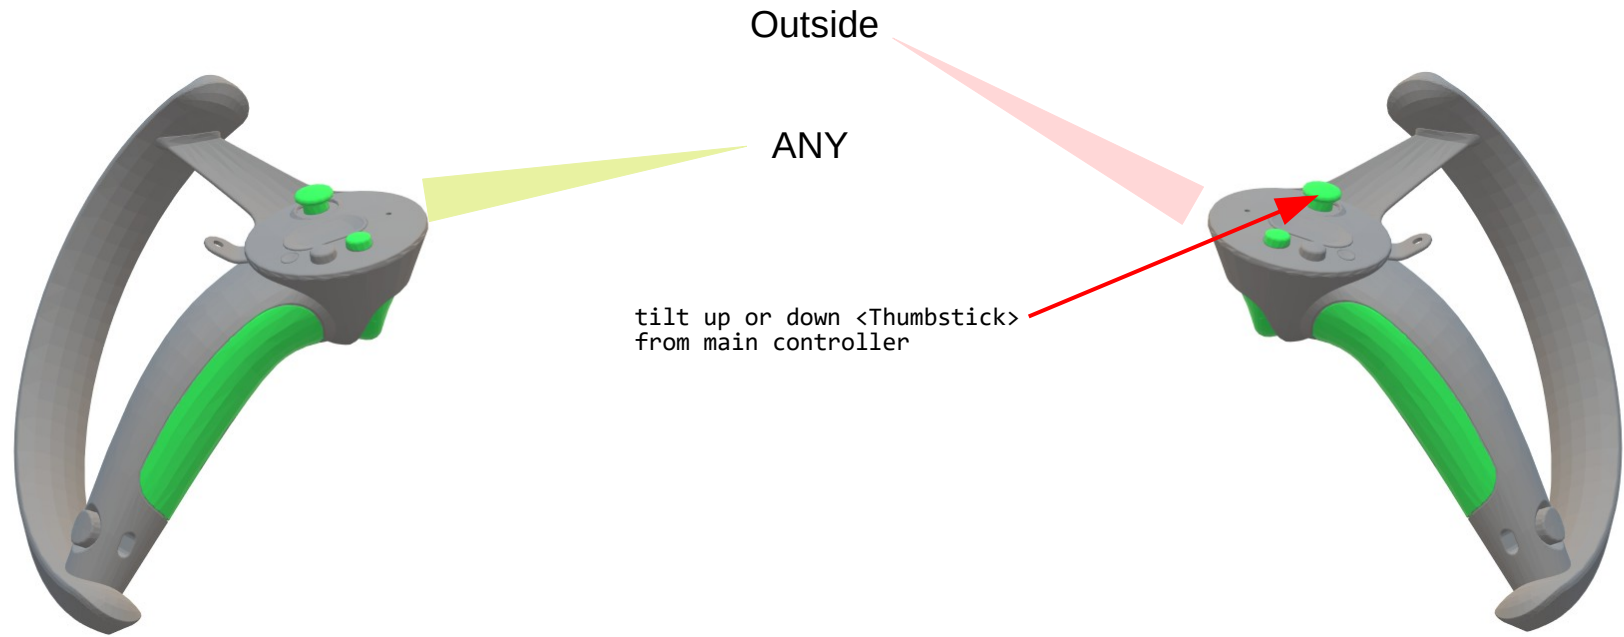 Outside
ANY
tilt up or down <Thumbstick>
from main controller